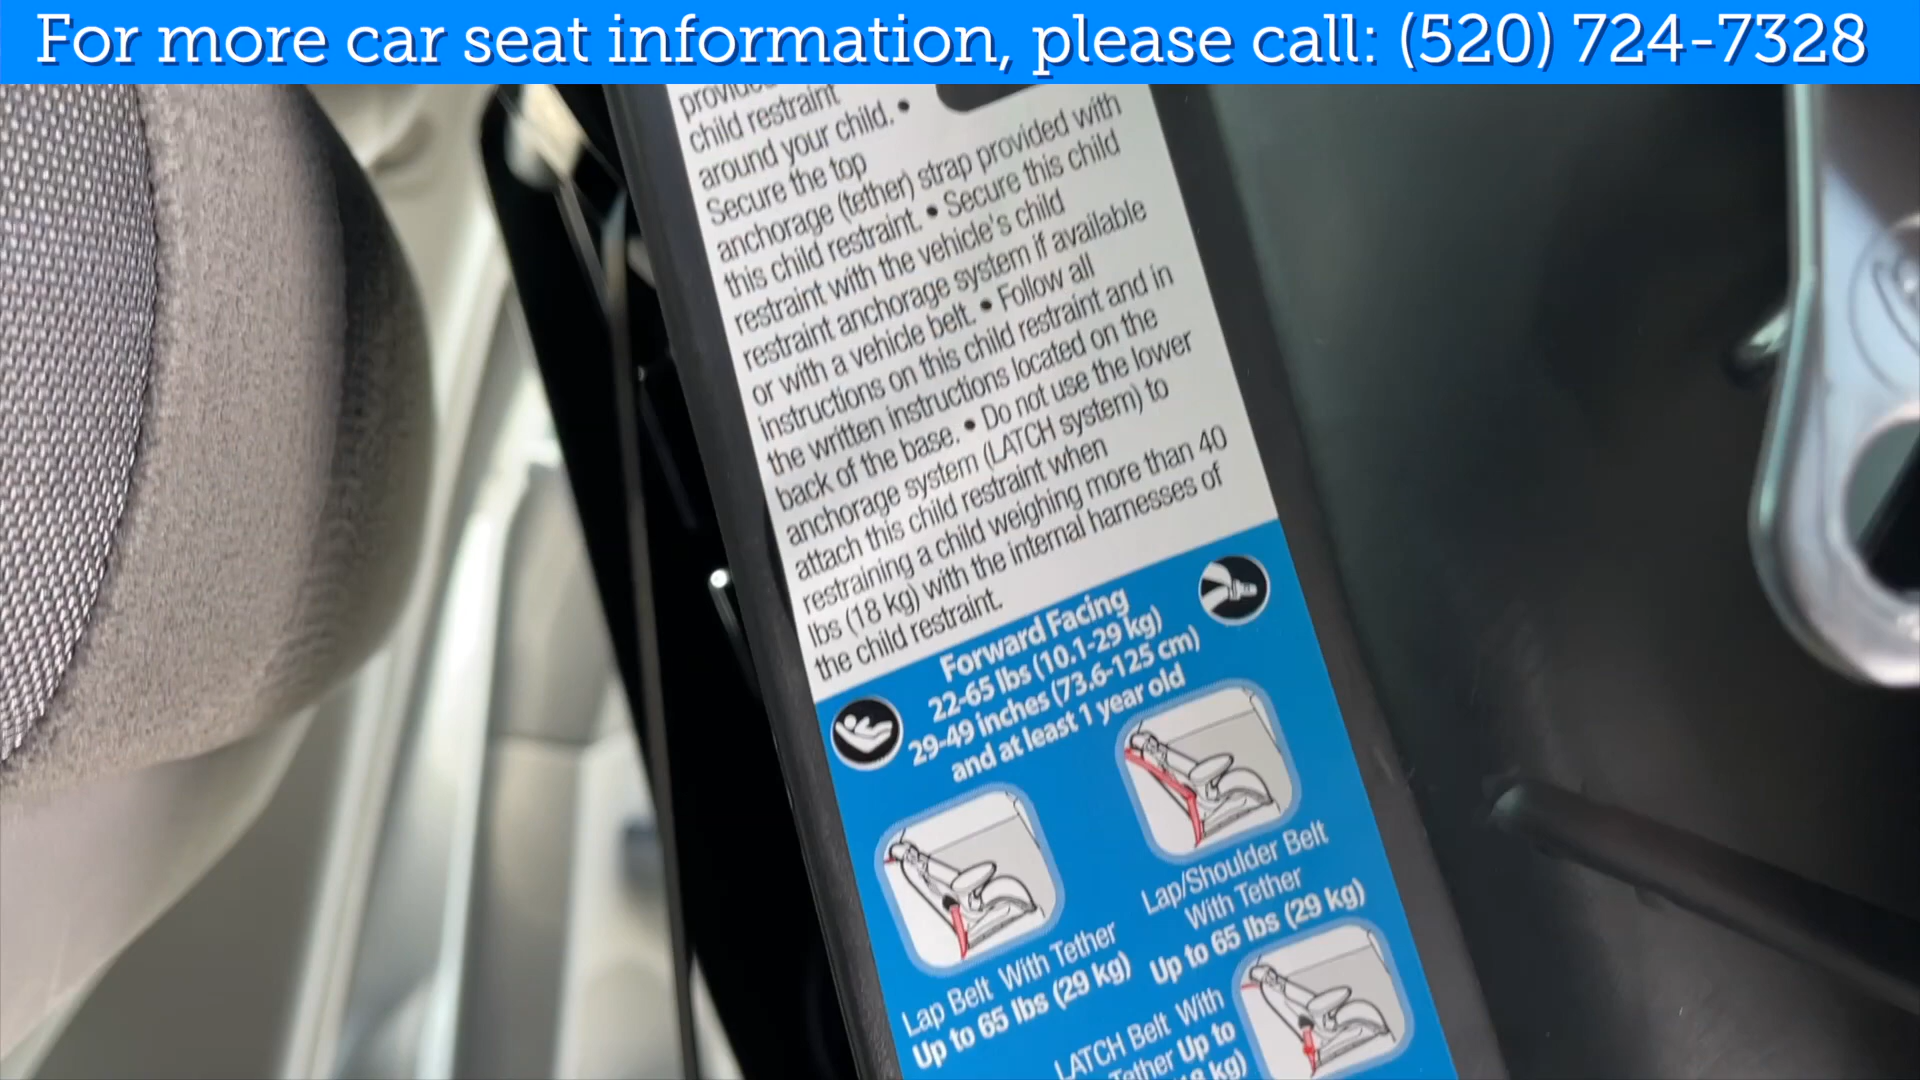 For more car seat information, please call: (520) 724-7328
child restraint
around your child. •
Secure the top
anchorage (tether) strap provided with
this child restraint. • Secure this child
restraint with the vehicle's child
restraint anchorage system if available
or with a vehicle belt. • Follow all
instructions on this child restraint and in
the written instructions located on the
back of the base. • Do not use the lower
anchorage system (LATCH system) to
attach this child restraint when
restraining a child weighing more than 40
lbs (18 kg) with the internal harnesses of
the child restraint.
Forward Facing
22-65 lbs (10.1-29 kg)
29-49 inches (73.6-125 cm)
and at least 1 year old
Lap/Shoulder Belt
With Tether
Up to 65 lbs (29 kg)
Lap Belt With Tether
Up to 65 lbs (29 kg)
LATCH Belt With
Tether Up to
kg)